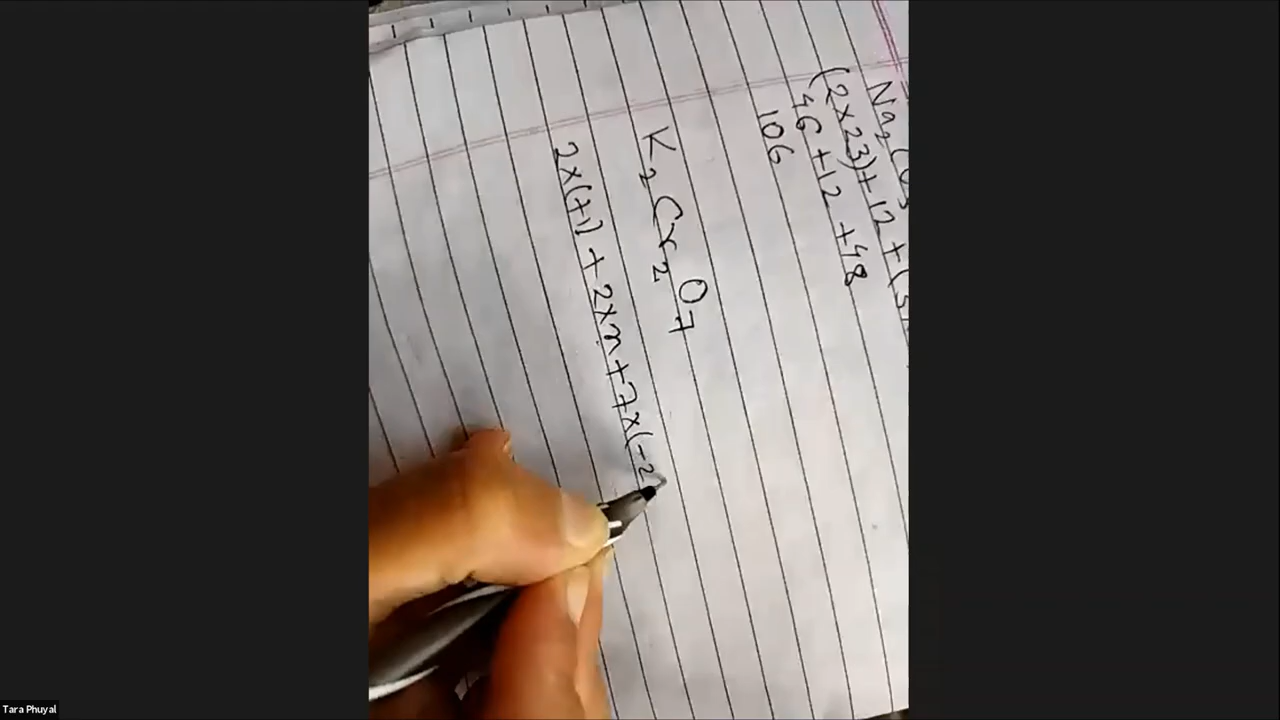 Na₂CO₃
(2×23)+12+(3×
46+12+48
106
K₂Cr₂O₇
2×(+1)+2×x+7×(-2
Tara Phuyal